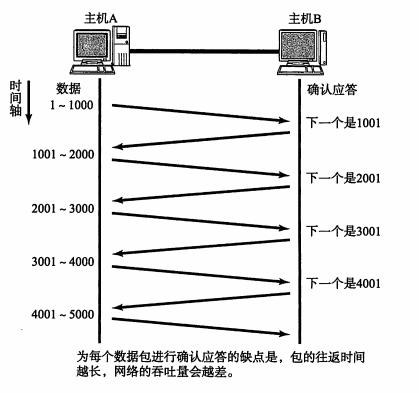 主机A
主机B
时间轴
数据
确认应答
1～1000
下一个是1001
1001～2000
下一个是2001
2001～3000
下一个是3001
3001～4000
下一个是4001
4001～5000
为每个数据包进行确认应答的缺点是，包的往返时间
越长，网络的吞吐量会越差。